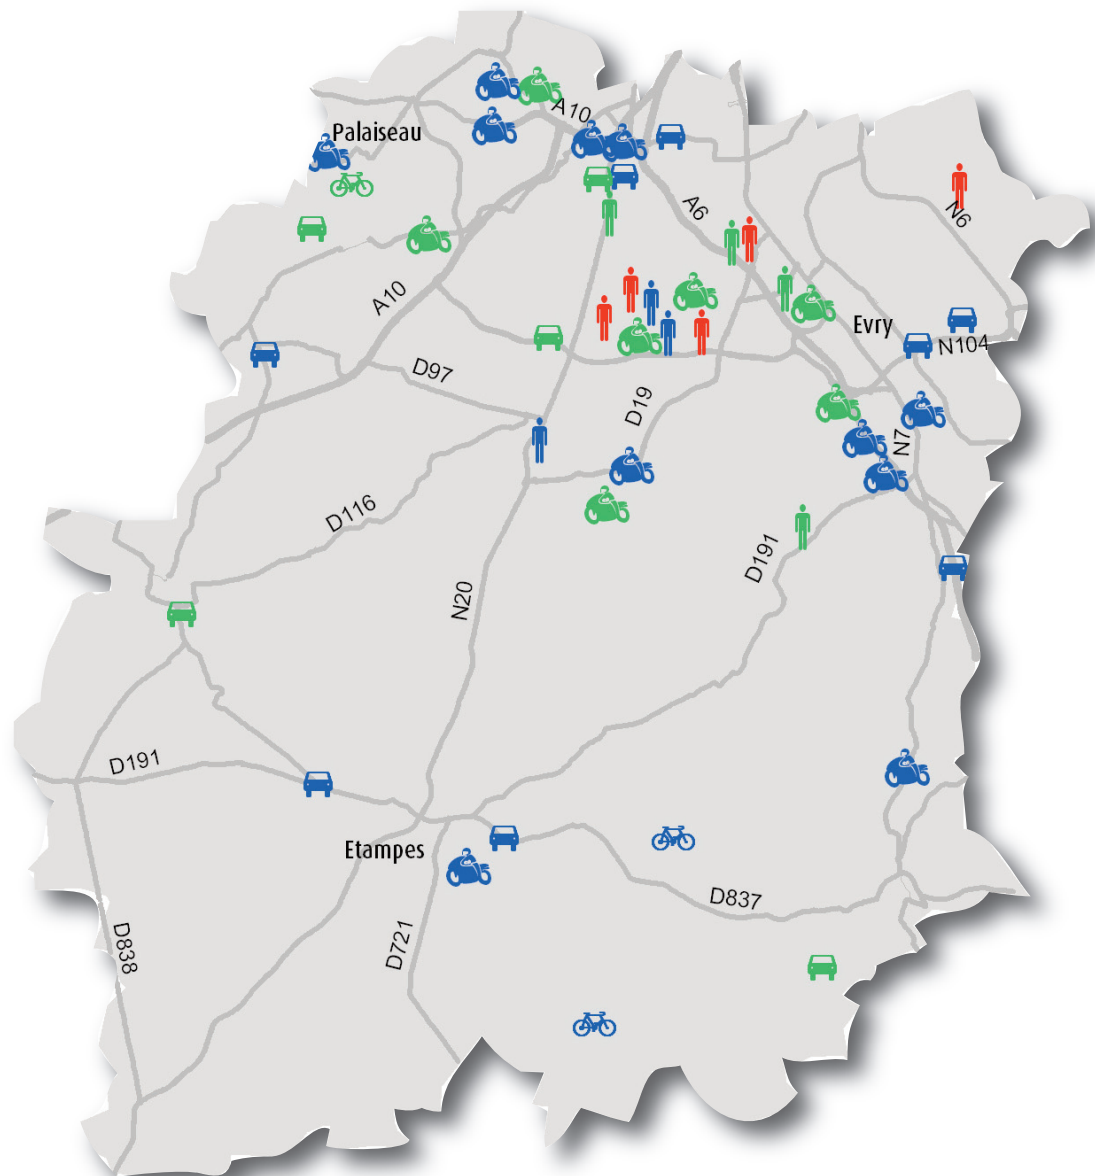 A10
Palaiseau
A6
N6
A10
Evry
N104
D97
D19
N7
D116
D191
N20
D191
Etampes
D837
D838
D721